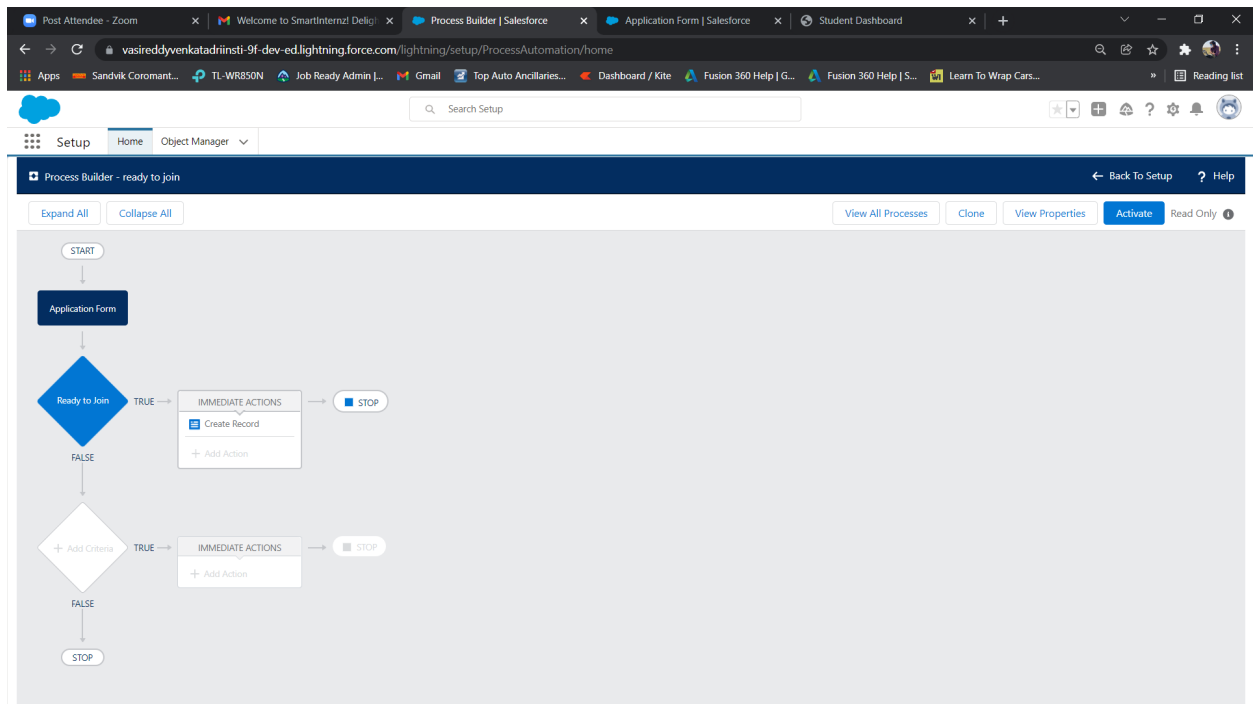 Post Attendee - Zoom
Welcome to SmartInternz! Deligh
Process Builder | Salesforce
Application Form | Salesforce
Student Dashboard
vasireddyvenkatadriinsti-9f-dev-ed.lightning.force.com/lightning/setup/ProcessAutomation/home
Apps Sandvik Coromant... TL-WR850N Job Ready Admin |... Gmail Top Auto Ancillaries... Dashboard / Kite Fusion 360 Help | G... Fusion 360 Help | S... Learn To Wrap Cars... » Reading list
Search Setup
Setup Home Object Manager
Process Builder - ready to join Back To Setup ? Help
Expand All Collapse All View All Processes Clone View Properties Activate Read Only
START
Application Form
Ready to Join TRUE IMMEDIATE ACTIONS STOP
Create Record
+ Add Action
FALSE
+ Add Criteria TRUE IMMEDIATE ACTIONS STOP
+ Add Action
FALSE
STOP